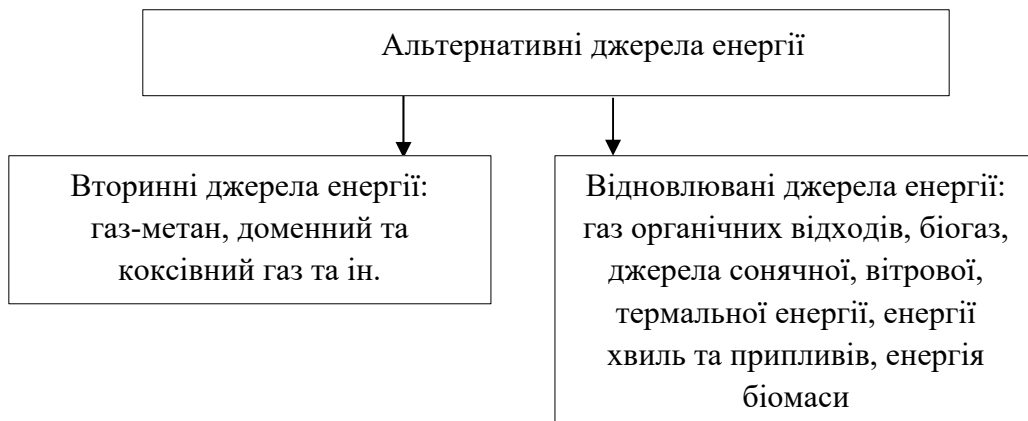 Альтернативні джерела енергії
Вторинні джерела енергії:
газ-метан, доменний та
коксівний газ та ін.
Відновлювані джерела енергії:
газ органічних відходів, біогаз,
джерела сонячної, вітрової,
термальної енергії, енергії
хвиль та припливів, енергія
біомаси